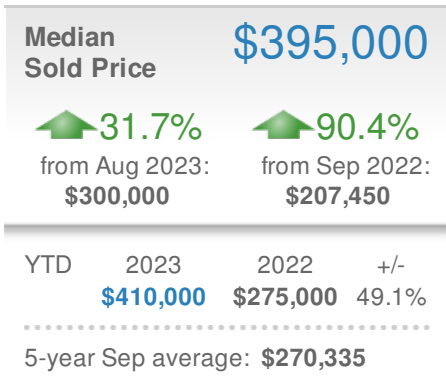 Median $395,000
Sold Price
31.7% 90.4%
from Aug 2023: from Sep 2022:
$300,000 $207,450
YTD 2023 2022 +/-
$410,000 $275,000 49.1%
5-year Sep average: $270,335